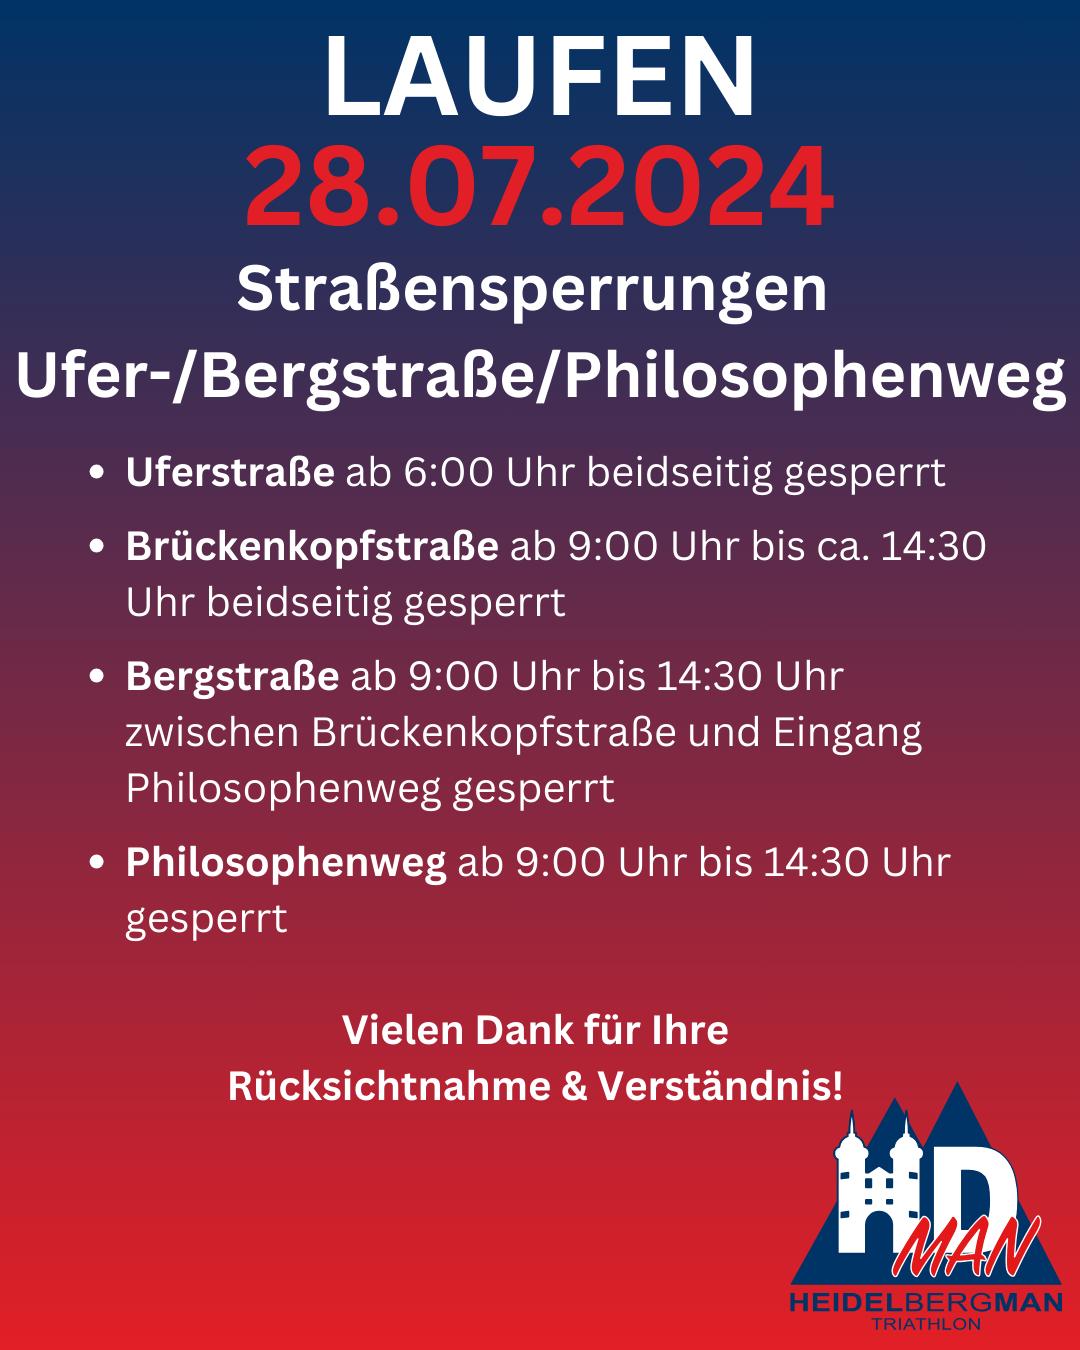 LAUFEN
28.07.2024
Straßensperrungen
Ufer-/Bergstraße/Philosophenweg
• Uferstraße ab 6:00 Uhr beidseitig gesperrt
• Brückenkopfstraße ab 9:00 Uhr bis ca. 14:30
Uhr beidseitig gesperrt
• Bergstraße ab 9:00 Uhr bis 14:30 Uhr
zwischen Brückenkopfstraße und Eingang
Philosophenweg gesperrt
• Philosophenweg ab 9:00 Uhr bis 14:30 Uhr
gesperrt
Vielen Dank für Ihre
Rücksichtnahme & Verständnis!
HD
MAN
HEIDELBERGMAN
TRIATHLON